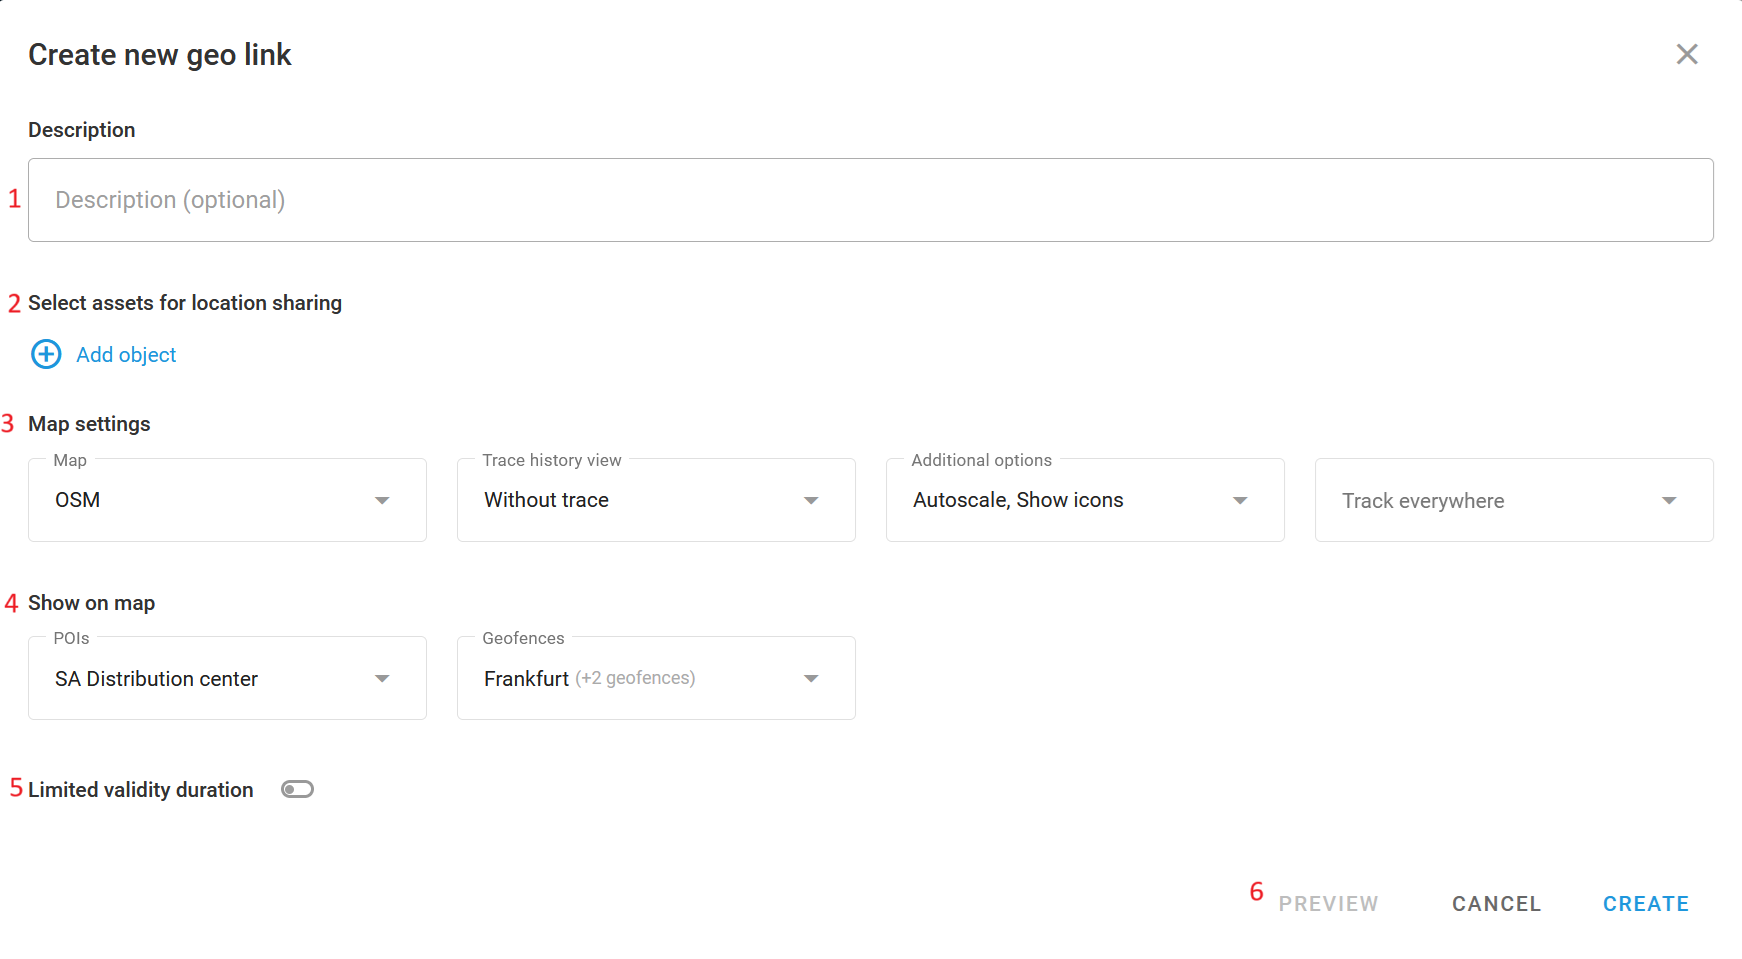 Create new geo link
Description
1 Description (optional)
2 Select assets for location sharing
Add object
3 Map settings
Map Trace history view Additional options
OSM Without trace Autoscale, Show icons Track everywhere
4 Show on map
POIs Geofences
SA Distribution center Frankfurt (+2 geofences)
5 Limited validity duration
6 PREVIEW CANCEL CREATE